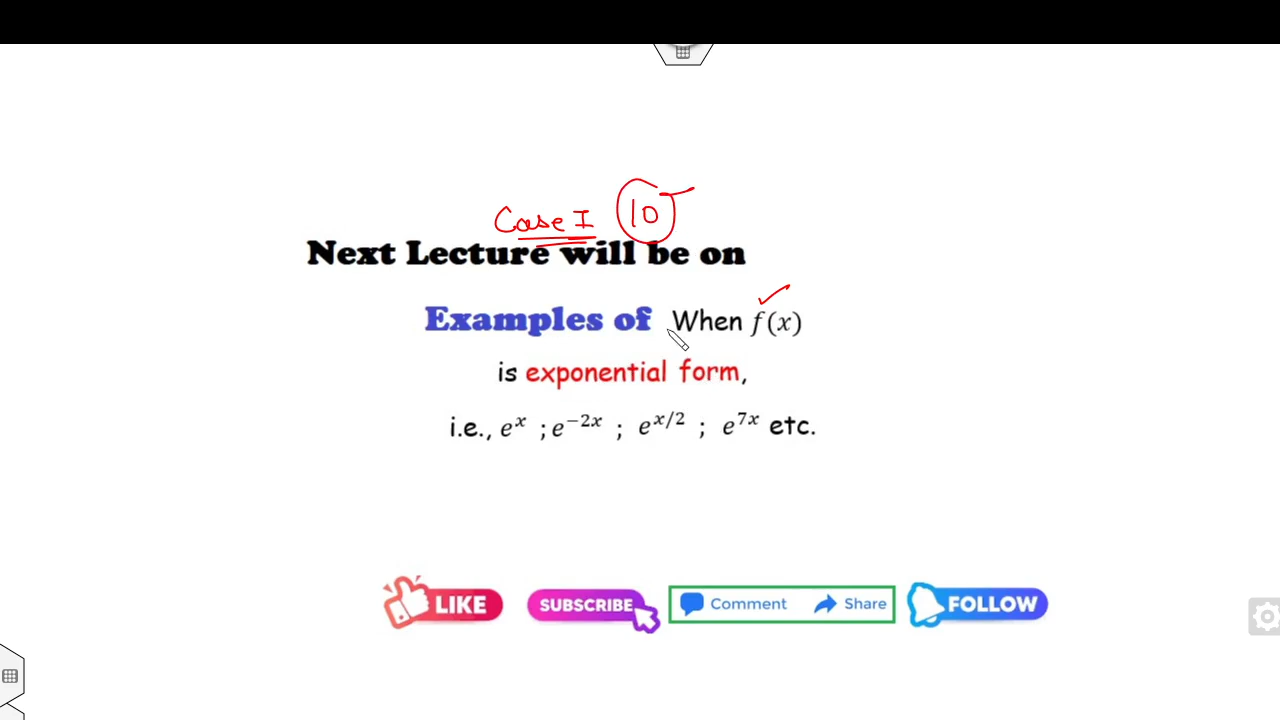 Case I 10
Next Lecture will be on
Examples of When f(x)
is exponential form,
i.e., e^x ; e^{-2x} ; e^{x/2} ; e^{7x} etc.
LIKE SUBSCRIBE Comment Share FOLLOW